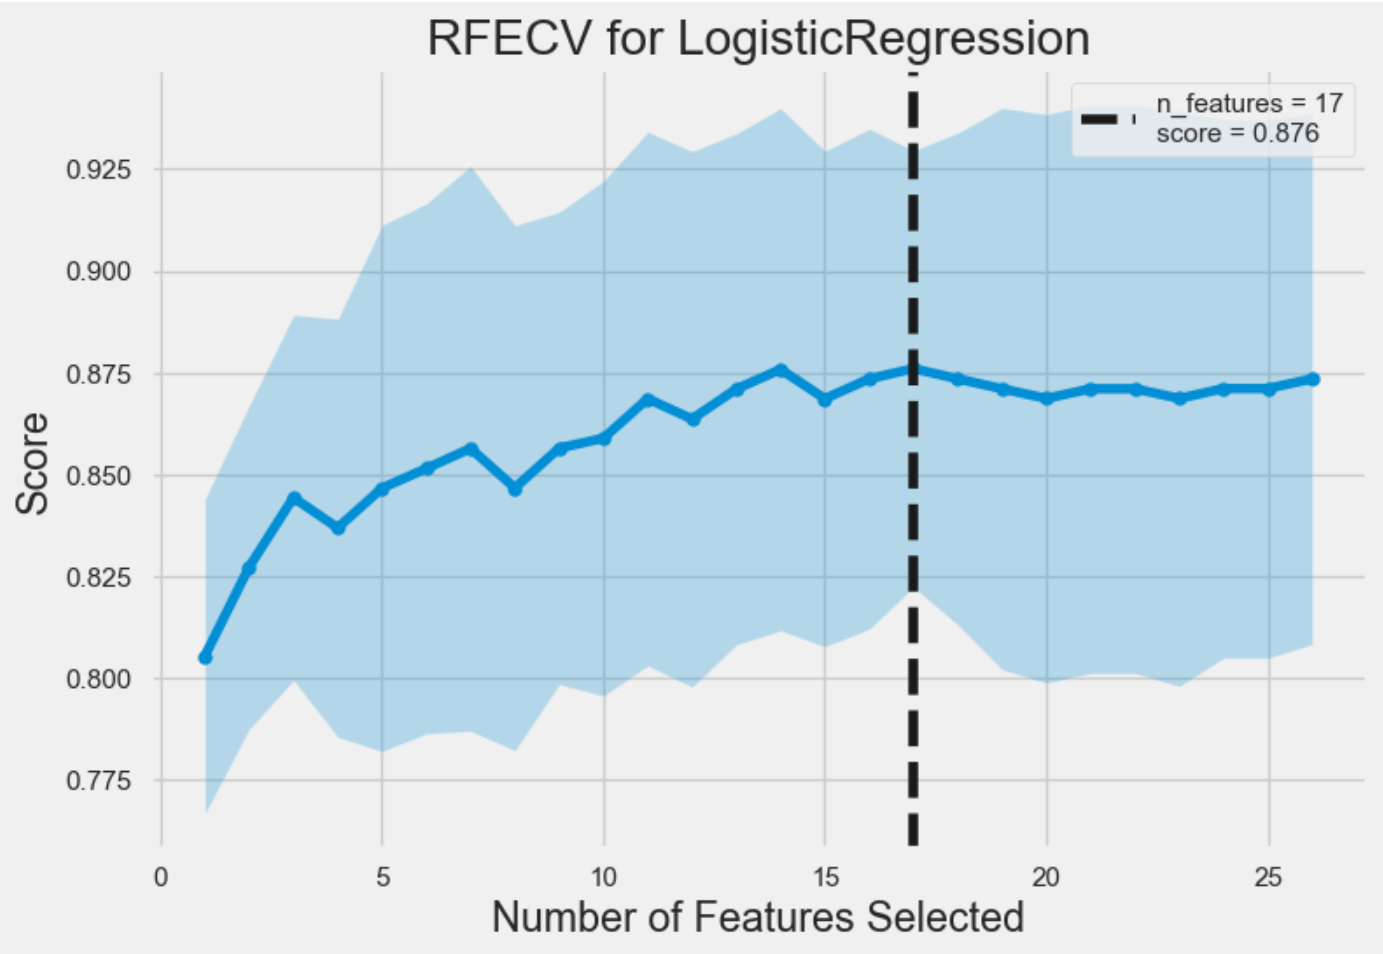 RFECV for LogisticRegression
n_features = 17
score = 0.876
0.925
0.900
0.875
0.850
0.825
0.800
0.775
Score
0 5 10 15 20 25
Number of Features Selected